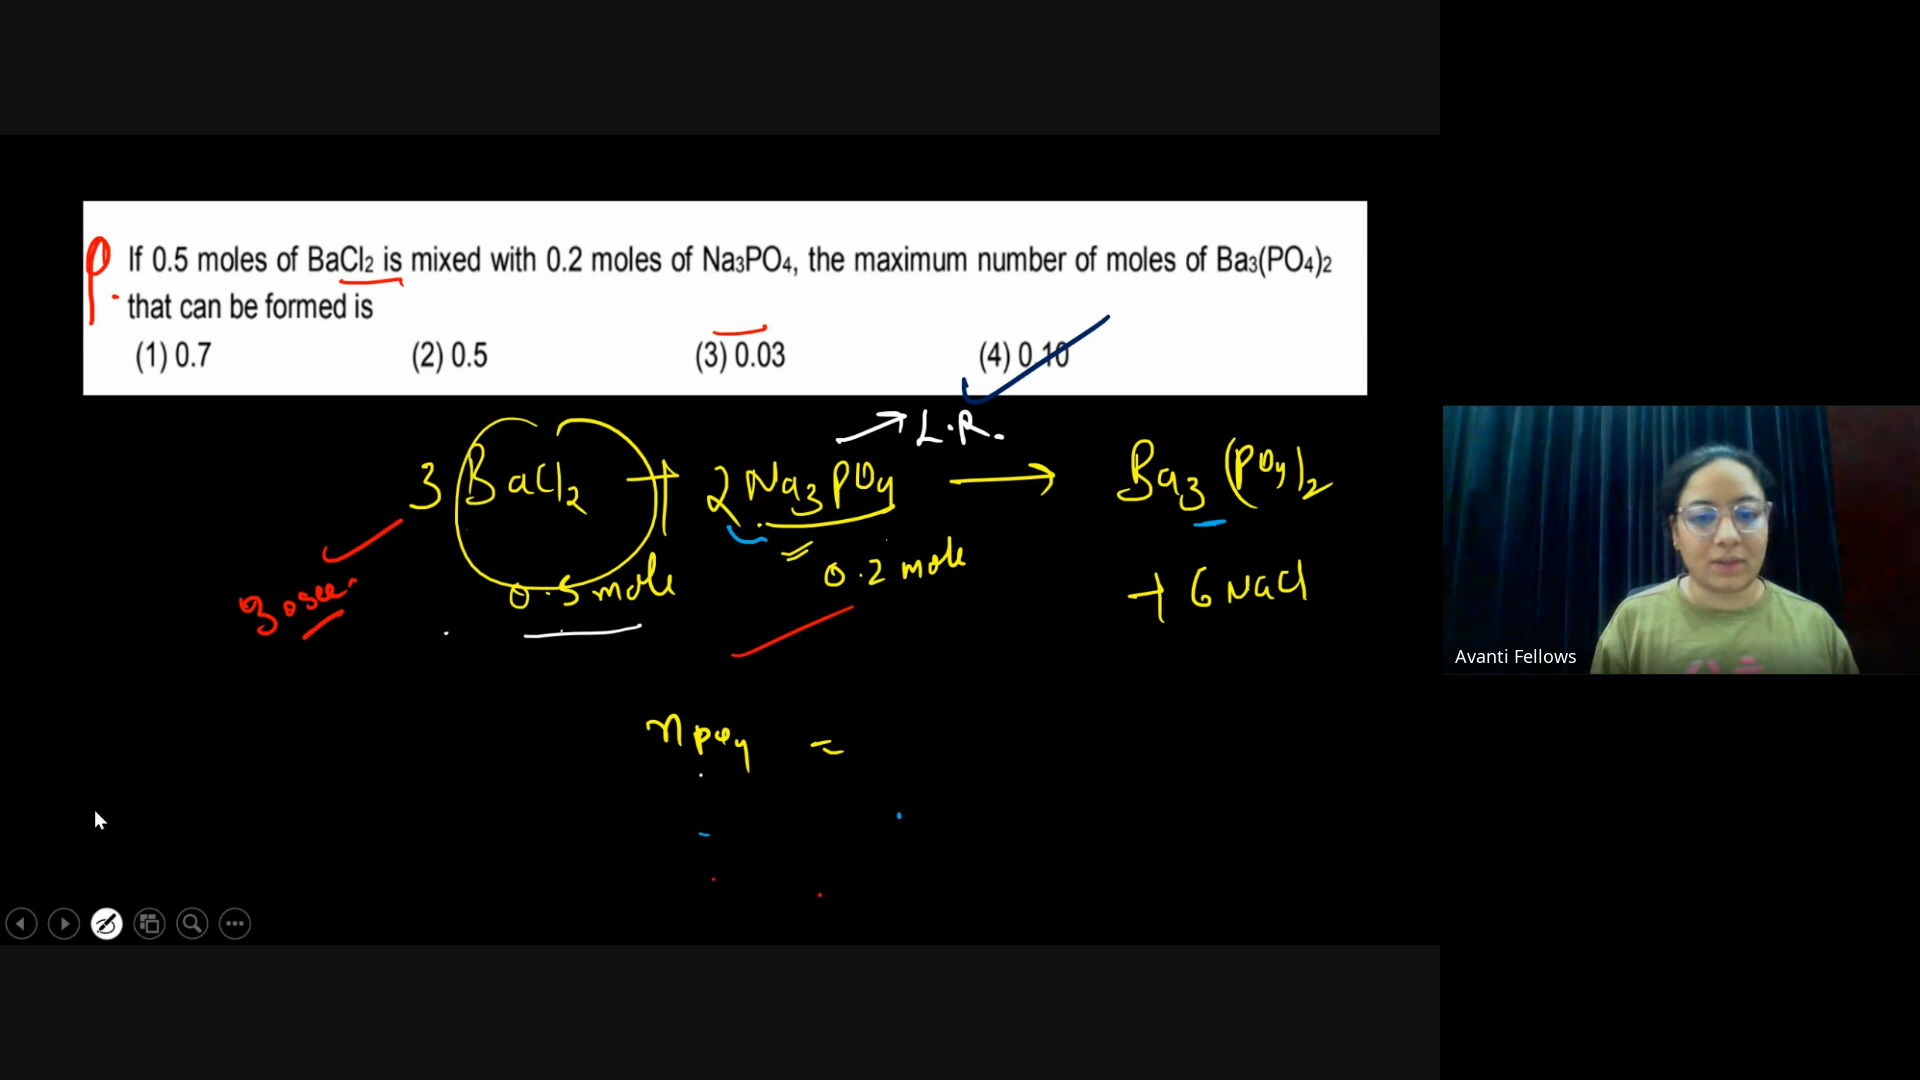 If 0.5 moles of BaCl2 is mixed with 0.2 moles of Na3PO4, the maximum number of moles of Ba3(PO4)2
that can be formed is
(1) 0.7 (2) 0.5 (3) 0.03 (4) 0.10
→ L.R.
3 BaCl2 + 2 Na3PO4 → Ba3(PO4)2
0.5 mole 0.2 mole + 6 NaCl
nPO4 =
Avanti Fellows